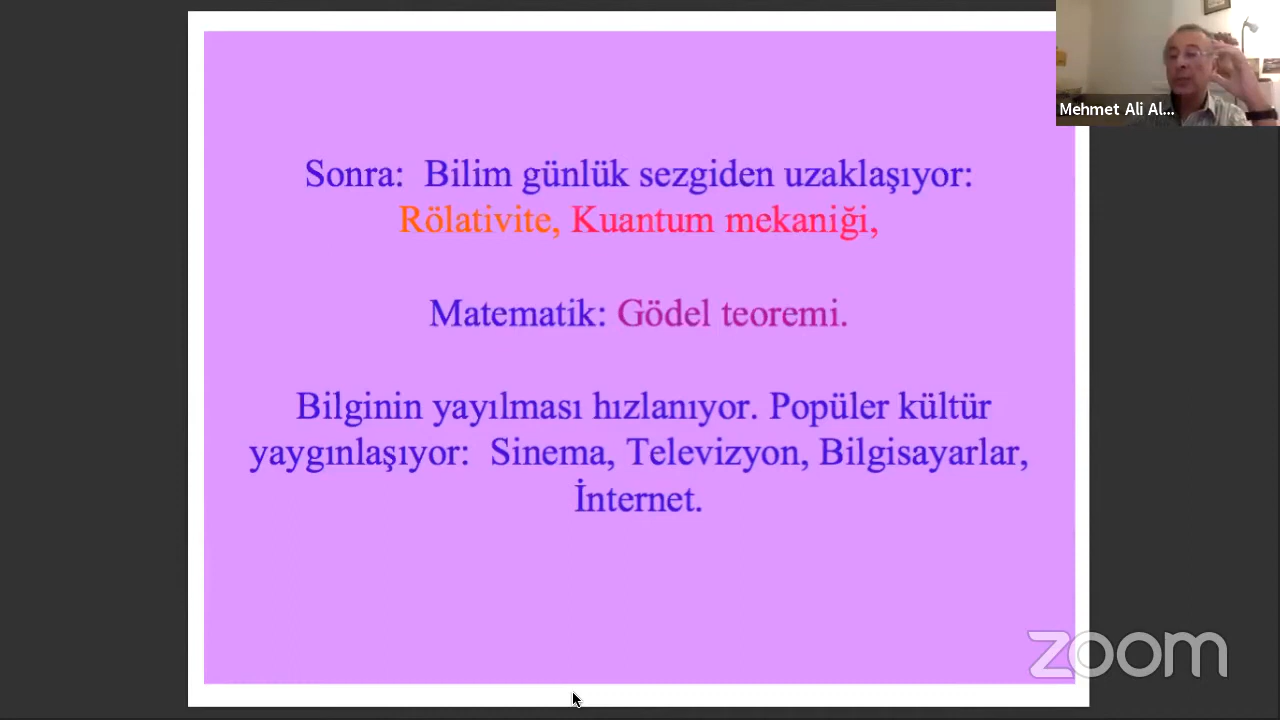 Mehmet Ali Al...
Sonra: Bilim günlük sezgiden uzaklaşıyor:
Rölativite, Kuantum mekaniği,
Matematik: Gödel teoremi.
Bilginin yayılması hızlanıyor. Popüler kültür
yaygınlaşıyor: Sinema, Televizyon, Bilgisayarlar,
İnternet.
zoom